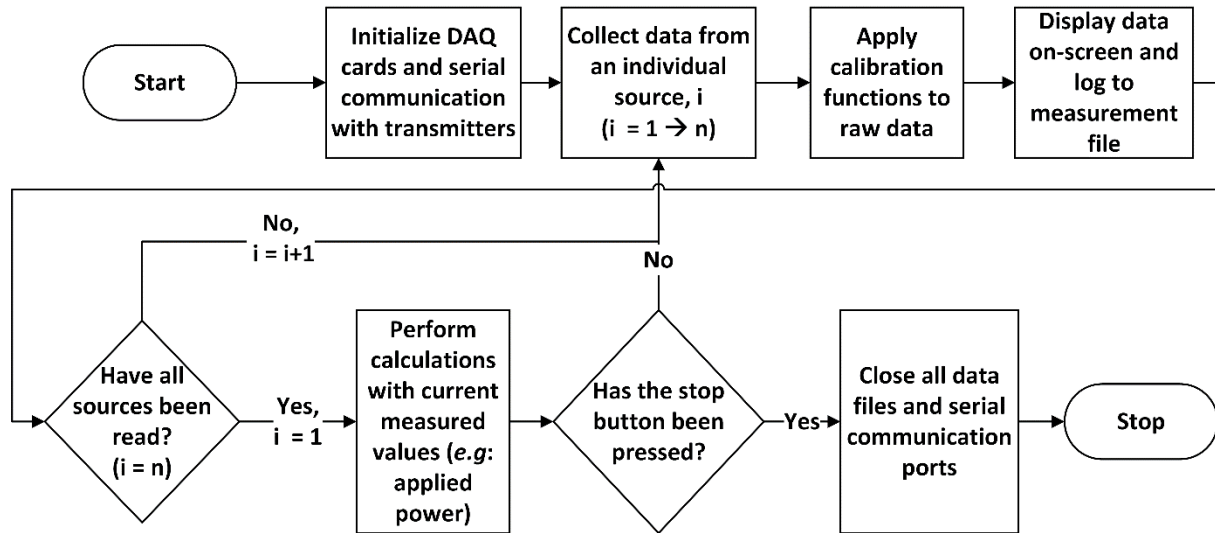 Start
Initialize DAQ
cards and serial
communication
with transmitters
Collect data from
an individual
source, i
(i = 1 → n)
Apply
calibration
functions to
raw data
Display data
on-screen and
log to
measurement
file
No,
i = i+1
No
Have all
sources been
read?
(i = n)
Yes,
i = 1
Perform
calculations
with current
measured
values (e.g:
applied
power)
Has the stop
button been
pressed?
Yes
Close all data
files and serial
communication
ports
Stop